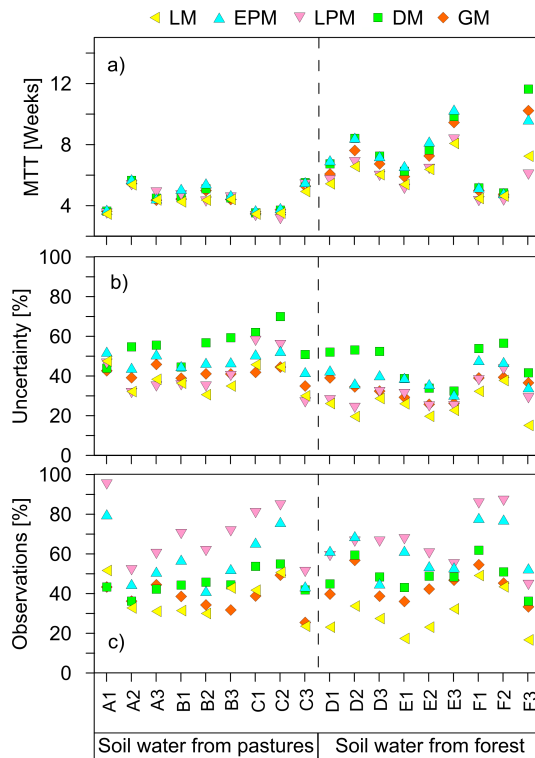 LM EPM LPM DM GM
a)
MTT [Weeks]
12
8
4
b)
Uncertainty [%]
100
80
60
40
20
0
c)
Observations [%]
100
80
60
40
20
0
A1 A2 A3 B1 B2 B3 C1 C2 C3 D1 D2 D3 E1 E2 E3 F1 F2 F3
Soil water from pastures Soil water from forest